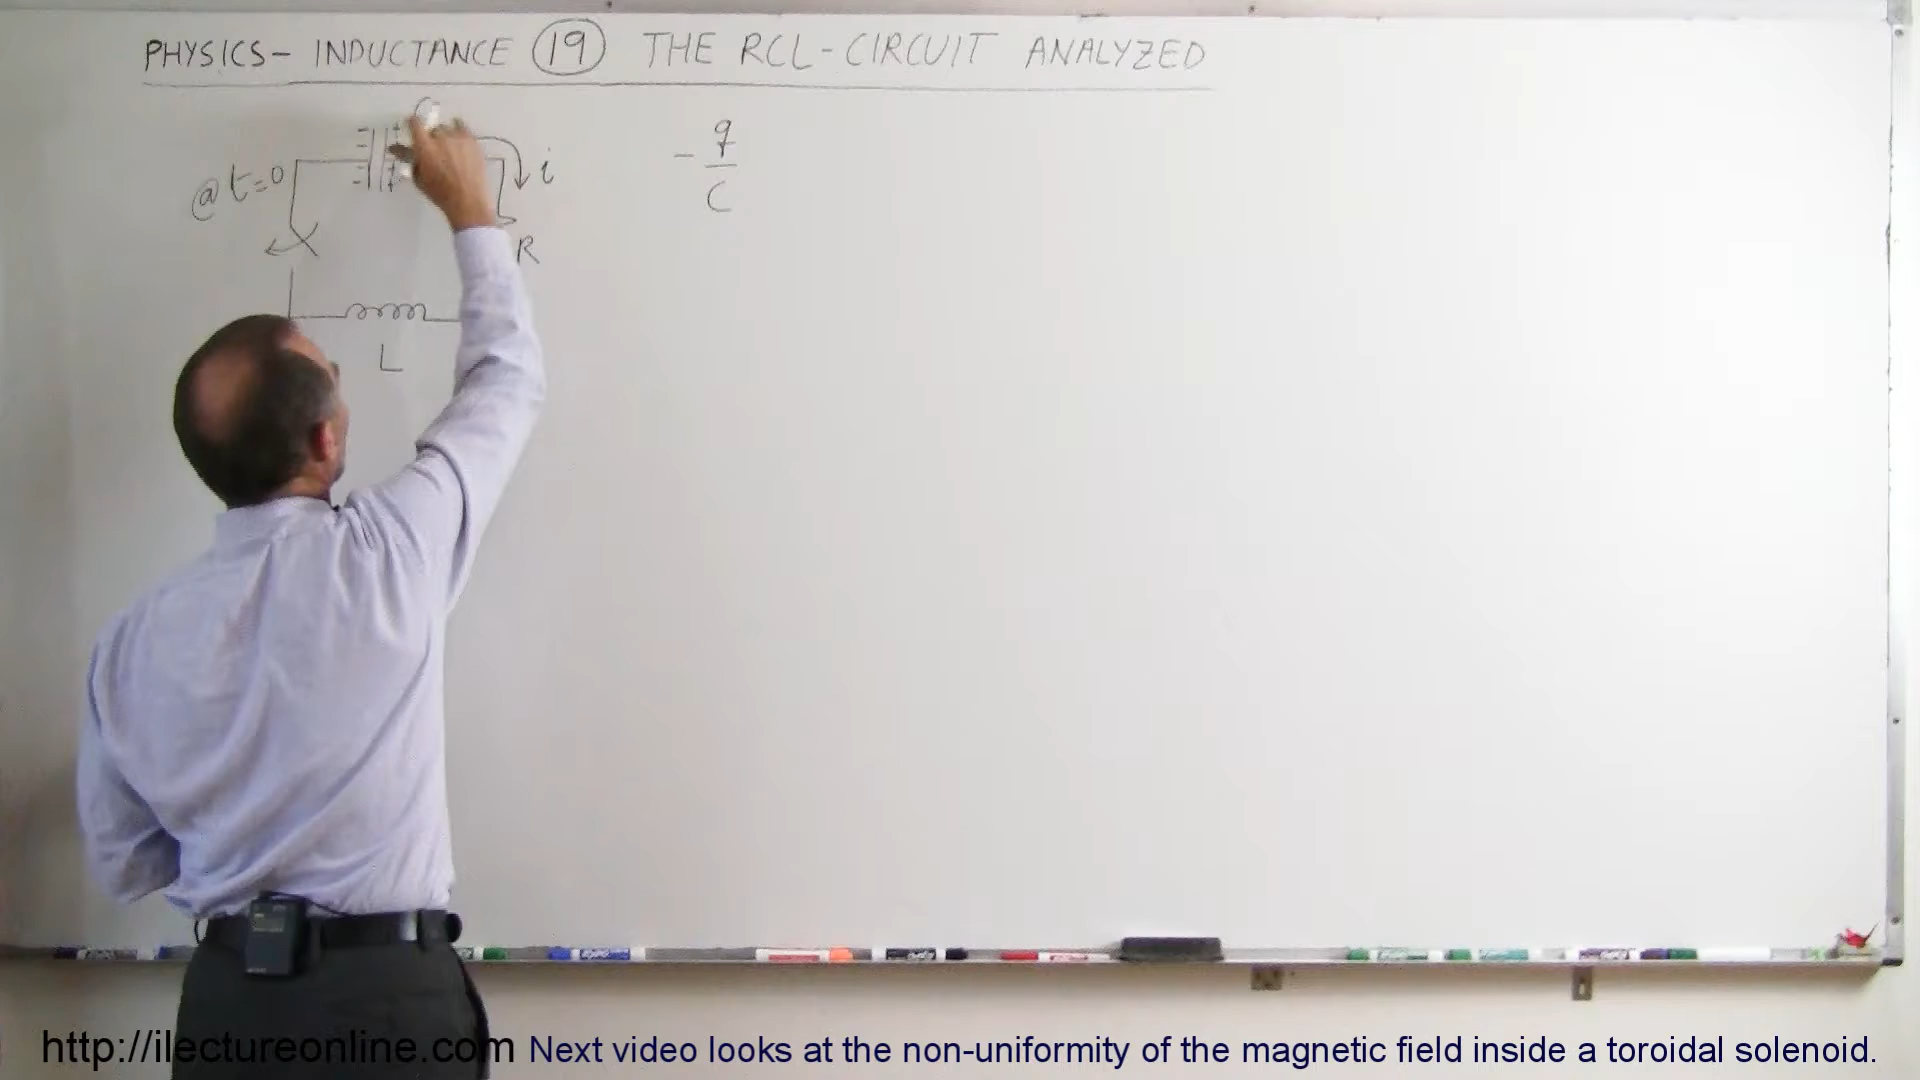 PHYSICS- INDUCTANCE 19 THE RCL-CIRCUIT ANALYZED
@ t=0
i
R
L
- q
C
http://ilectureonline.com Next video looks at the non-uniformity of the magnetic field inside a toroidal solenoid.